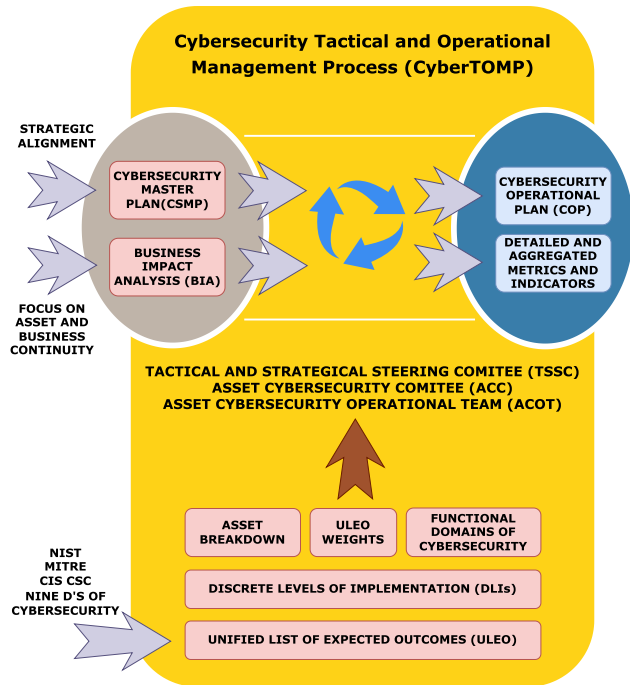 Cybersecurity Tactical and Operational
Management Process (CyberTOMP)
STRATEGIC
ALIGNMENT
CYBERSECURITY
MASTER
PLAN(CSMP)
CYBERSECURITY
OPERATIONAL
PLAN (COP)
BUSINESS
IMPACT
ANALYSIS (BIA)
DETAILED AND
AGGREGATED
METRICS AND
INDICATORS
FOCUS ON
ASSET AND
BUSINESS
CONTINUITY
TACTICAL AND STRATEGICAL STEERING COMITEE (TSSC)
ASSET CYBERSECURITY COMITEE (ACC)
ASSET CYBERSECURITY OPERATIONAL TEAM (ACOT)
ASSET
BREAKDOWN
ULEO
WEIGHTS
FUNCTIONAL
DOMAINS OF
CYBERSECURITY
NIST
MITRE
CIS CSC
NINE D'S OF
CYBERSECURITY
DISCRETE LEVELS OF IMPLEMENTATION (DLIs)
UNIFIED LIST OF EXPECTED OUTCOMES (ULEO)